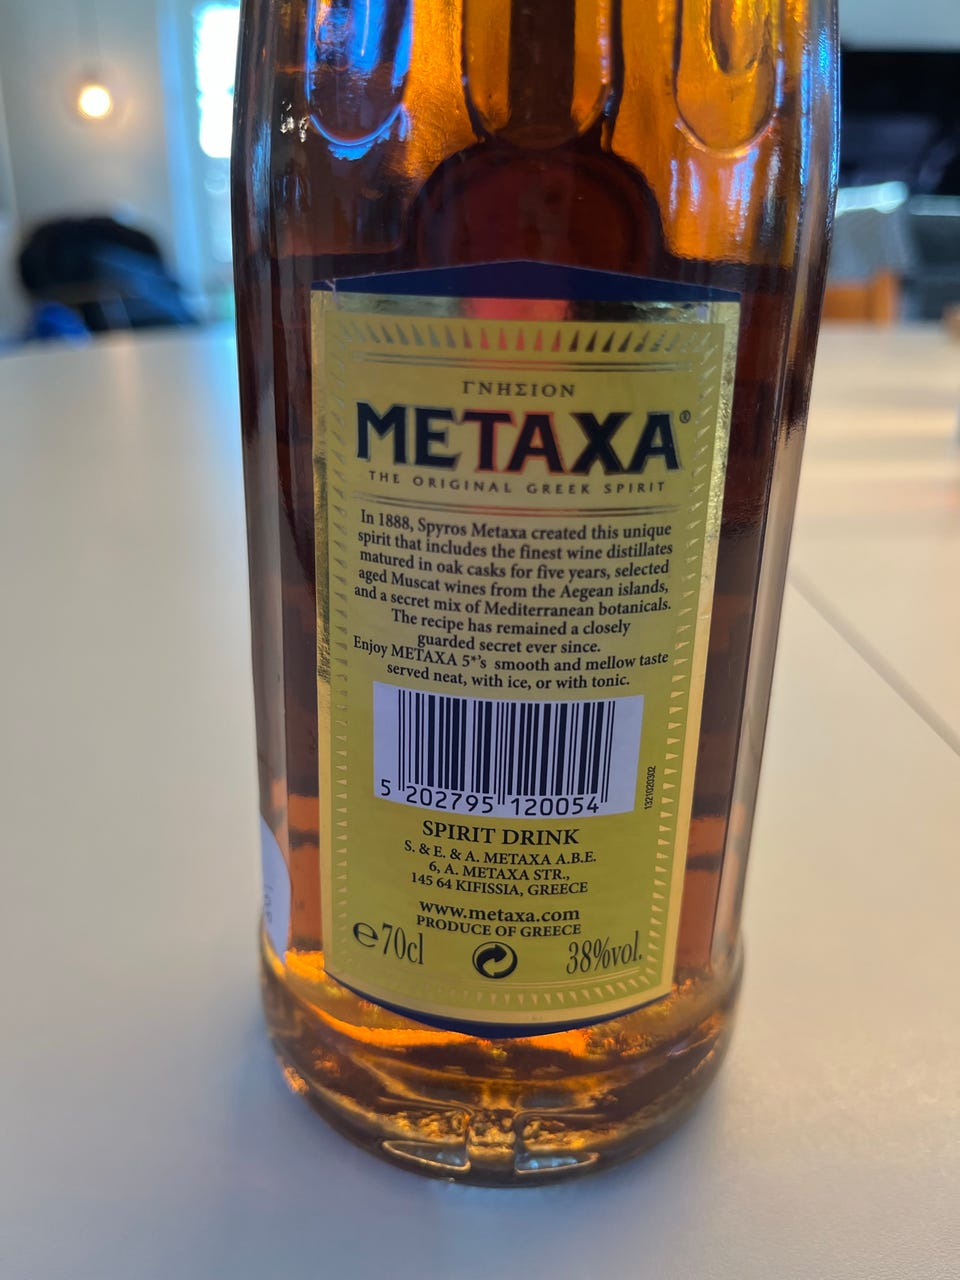 ΓΝΗΣΙΟΝ
METAXA®
THE ORIGINAL GREEK SPIRIT
In 1888, Spyros Metaxa created this unique
spirit that includes the finest wine distillates
matured in oak casks for five years, selected
aged Muscat wines from the Aegean islands,
and a secret mix of Mediterranean botanicals.
The recipe has remained a closely
guarded secret ever since.
Enjoy METAXA 5*'s smooth and mellow taste
served neat, with ice, or with tonic.
5 202795 120054
1321020302
SPIRIT DRINK
S. & E. & A. METAXA A.B.E.
6, A. METAXA STR.,
145 64 KIFISSIA, GREECE
www.metaxa.com
PRODUCE OF GREECE
℮70cl 38%vol.